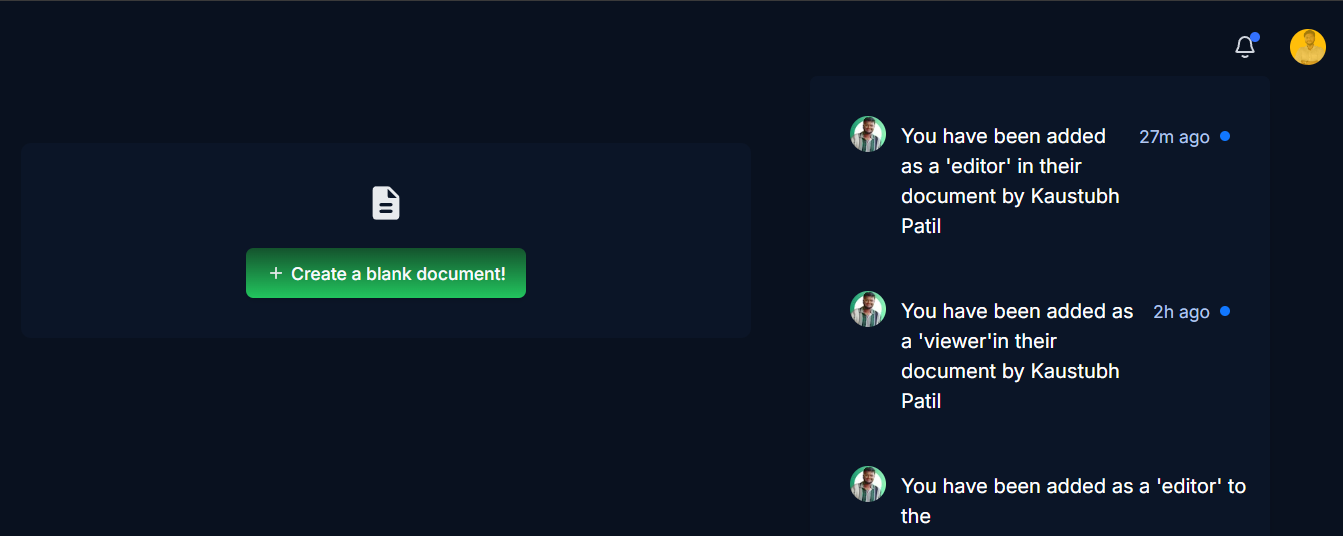 + Create a blank document!
You have been added
27m ago
as a 'editor' in their
document by Kaustubh
Patil
You have been added as
2h ago
a 'viewer'in their
document by Kaustubh
Patil
You have been added as a 'editor' to
the